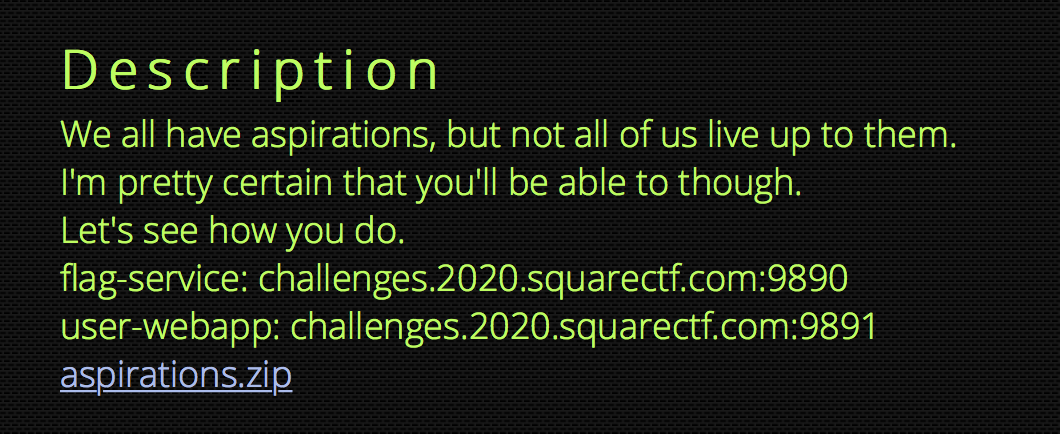 Description
We all have aspirations, but not all of us live up to them.
I'm pretty certain that you'll be able to though.
Let's see how you do.
flag-service: challenges.2020.squarectf.com:9890
user-webapp: challenges.2020.squarectf.com:9891
aspirations.zip